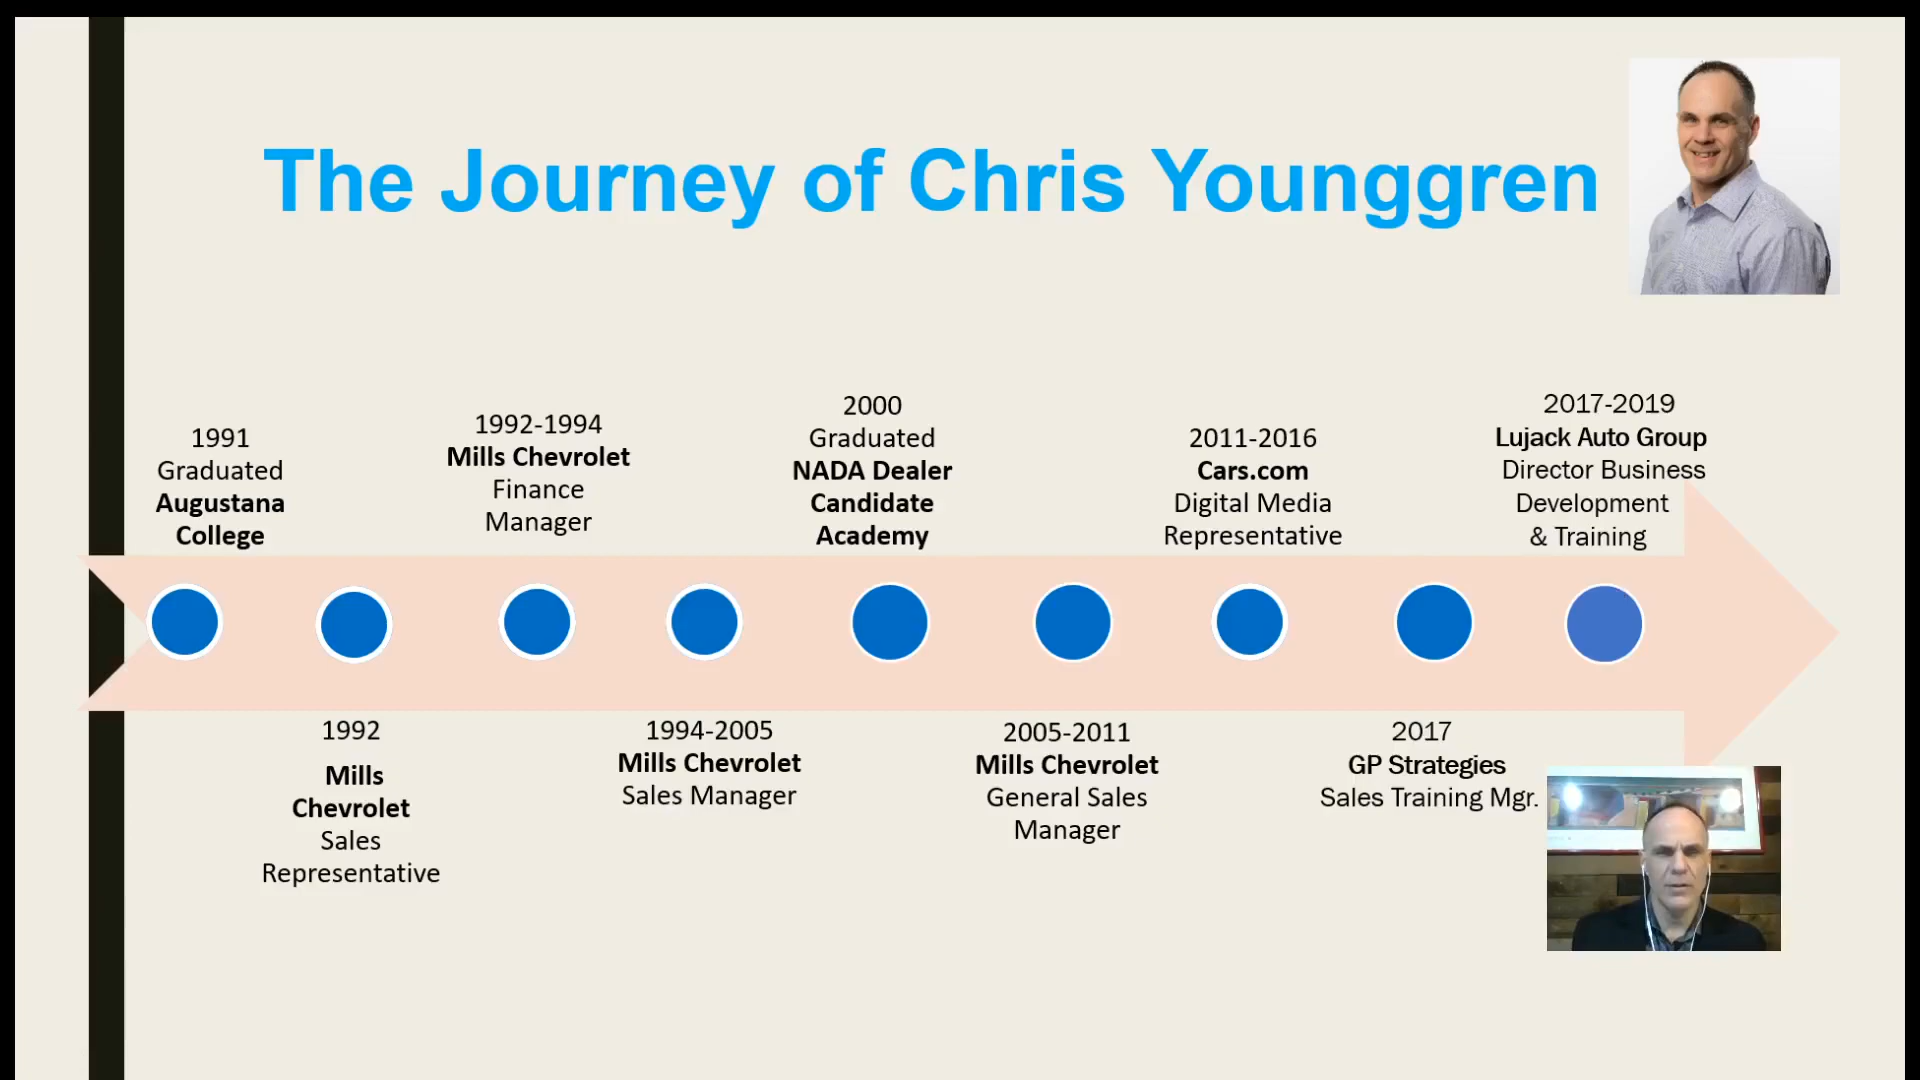 The Journey of Chris Younggren
1991
Graduated
Augustana
College
1992
Mills
Chevrolet
Sales
Representative
1992-1994
Mills Chevrolet
Finance
Manager
1994-2005
Mills Chevrolet
Sales Manager
2000
Graduated
NADA Dealer
Candidate
Academy
2005-2011
Mills Chevrolet
General Sales
Manager
2011-2016
Cars.com
Digital Media
Representative
2017
GP Strategies
Sales Training Mgr.
2017-2019
Lujack Auto Group
Director Business
Development
& Training